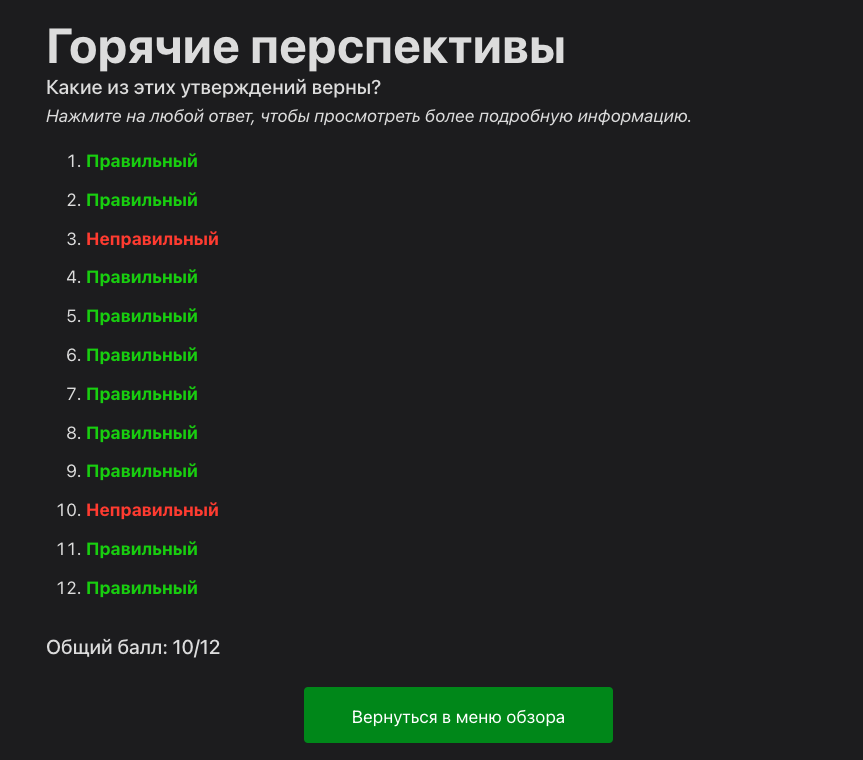 Горячие перспективы
Какие из этих утверждений верны?
Нажмите на любой ответ, чтобы просмотреть более подробную информацию.
1. Правильный
2. Правильный
3. Неправильный
4. Правильный
5. Правильный
6. Правильный
7. Правильный
8. Правильный
9. Правильный
10. Неправильный
11. Правильный
12. Правильный
Общий балл: 10/12
Вернуться в меню обзора